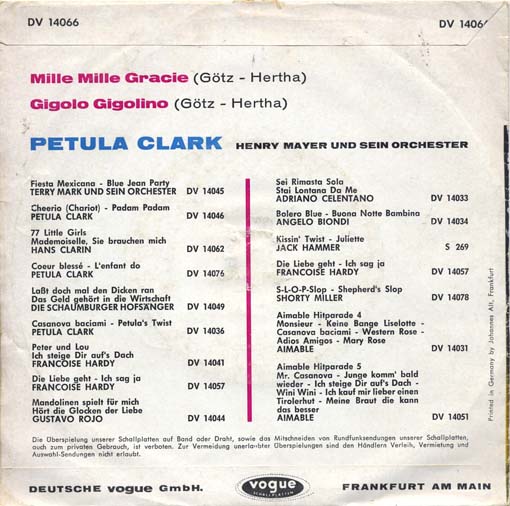 DV 14066
DV 14066
Mille Mille Gracie (Götz - Hertha)
Gigolo Gigolino (Götz - Hertha)
PETULA CLARK HENRY MAYER UND SEIN ORCHESTER
Fiesta Mexicana - Blue Jean Party
TERRY MARK UND SEIN ORCHESTER DV 14045
Cheerio (Chariot) - Padam Padam
PETULA CLARK DV 14046
77 Little Girls
Mademoiselle, Sie brauchen mich
HANS CLARIN DV 14062
Coeur blessé - L'enfant do
PETULA CLARK DV 14076
Laßt doch mal den Dicken ran
Das Geld gehört in die Wirtschaft
DIE SCHAUMBURGER HOFSÄNGER DV 14049
Casanova baciami - Petula's Twist
PETULA CLARK DV 14036
Peter und Lou
Ich steige Dir auf's Dach
FRANCOISE HARDY DV 14041
Die Liebe geht - Ich sag ja
FRANCOISE HARDY DV 14057
Mandolinen spielt für mich
Hört die Glocken der Liebe
GUSTAVO ROJO DV 14044
Sei Rimasta Sola
Stai Lontana Da Me
ADRIANO CELENTANO DV 14033
Bolero Blue - Buona Notte Bambina
ANGELO BIONDI DV 14034
Kissin' Twist - Juliette
JACK HAMMER S 269
Die Liebe geht - Ich sag ja
FRANCOISE HARDY DV 14057
S-L-O-P-Slop - Shepherd's Slop
SHORTY MILLER DV 14078
Aimable Hitparade 4
Monsieur - Keine Bange Liselotte -
Casanova baciami - Western Rose -
Adios Amigos - Mary Rose
AIMABLE DV 14031
Aimable Hitparade 5
Mr. Casanova - Junge komm' bald
wieder - Ich steige Dir auf's Dach -
Wini Wini - Ich kauf mir lieber einen
Tirolerhut - Meine Braut die kann
das besser
AIMABLE DV 14051
Printed in Germany by Johannes Alt, Frankfurt
Die Überspielung unserer Schallplatten auf Band oder Draht, sowie das Mitschneiden von Rundfunksendungen unserer Schallplatten,
auch zum privaten Gebrauch, ist verboten. Zur Vermeidung unerlaubter Überspielungen sind den Händlern Verleih, Vermietung und
Auswahl-Sendungen nicht erlaubt.
DEUTSCHE vogue GmbH. vogue FRANKFURT AM MAIN
SCHALLPLATTEN